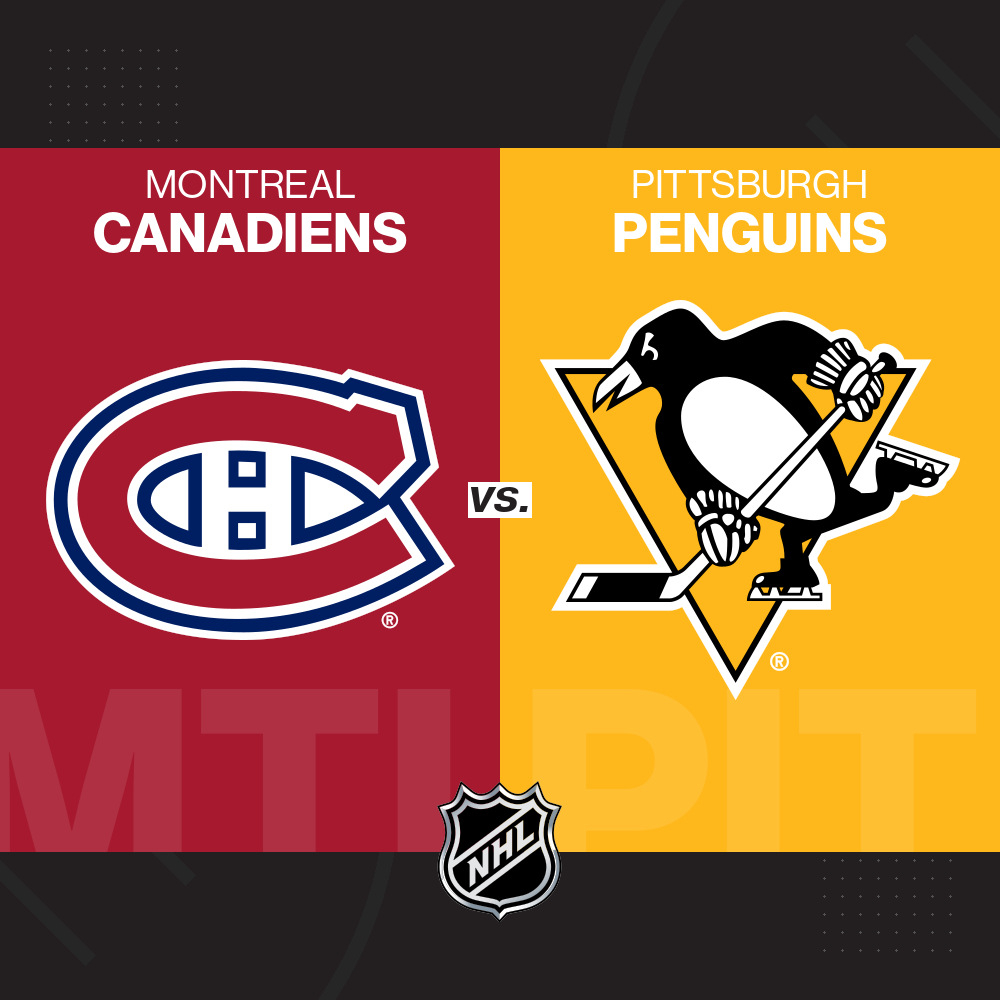 MONTREAL
CANADIENS
PITTSBURGH
PENGUINS
vs.
®
®
MTL
PIT
NHL